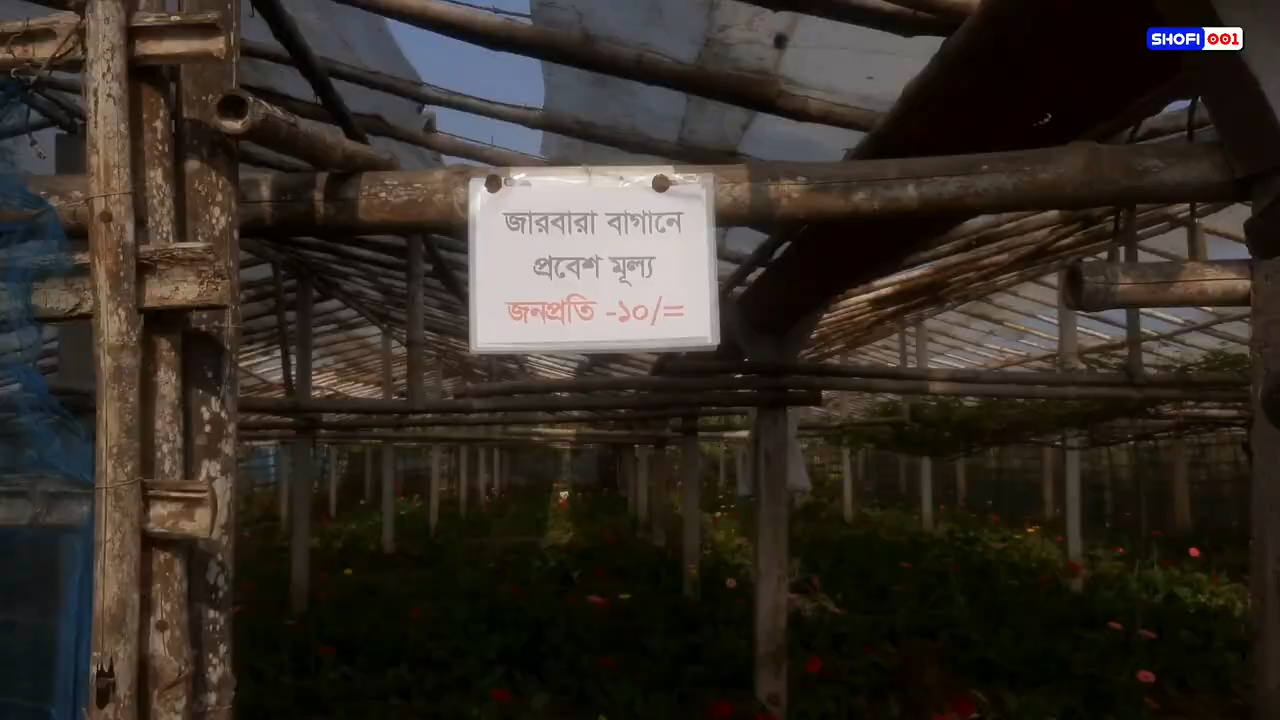 SHOFI 001
জারবারা বাগানে
প্রবেশ মূল্য
জনপ্রতি -১০/=